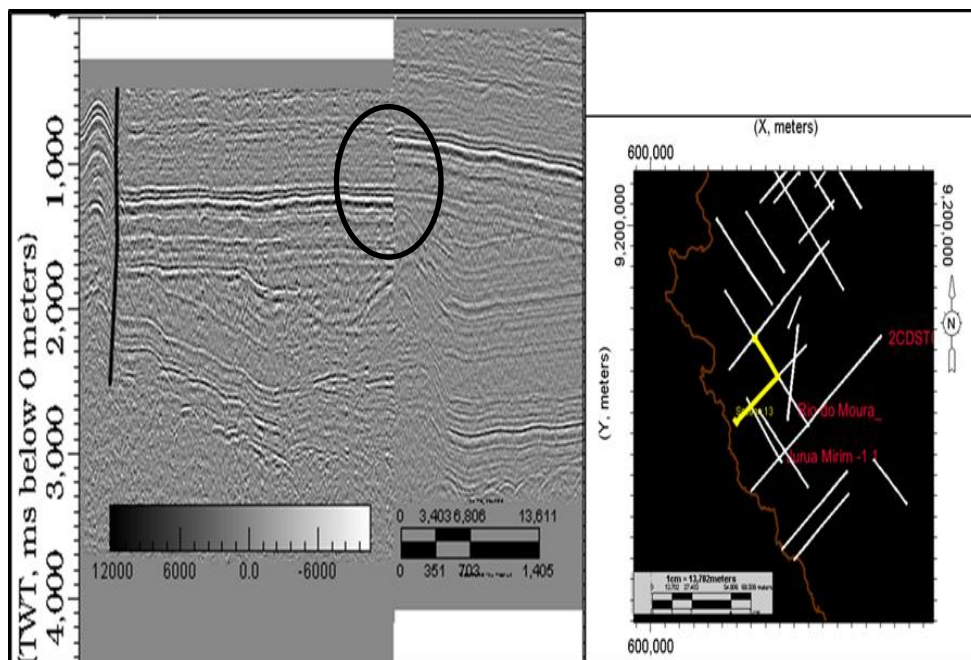 [TWT, ms below 0 meters)
1,000
2,000
3,000
4,000
12000 6000 0.0 -6000
0 3,403 6,806 13,611
0 351 703 1,405
(X, meters)
600,000
9,200,000
9,200,000
(Y, meters)
N
2CDST
Rio do Moura_
Jurua Mirim -1 1
1cm = 13,782meters
600,000